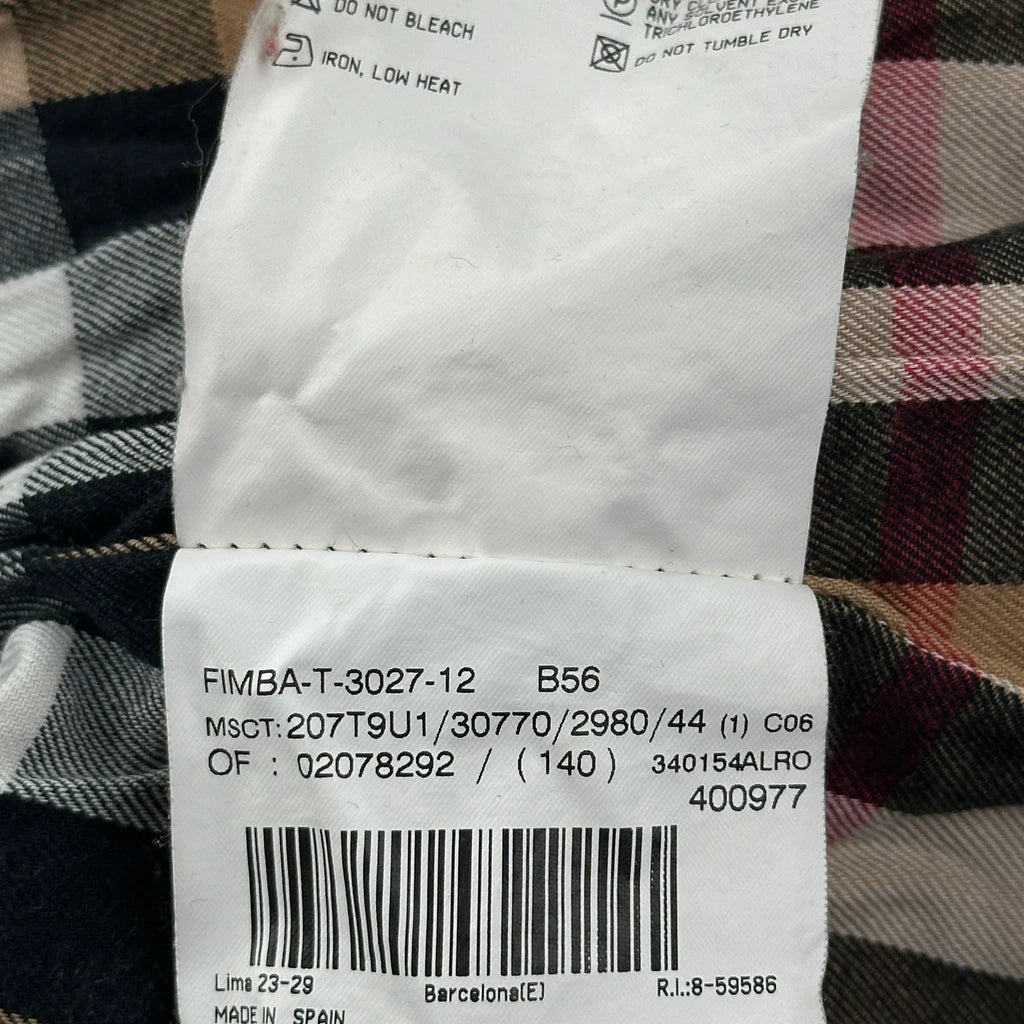 DO NOT BLEACH
IRON, LOW HEAT
P
ANY SOLVENT
TRICHLOROETHYLENE
DO NOT TUMBLE DRY
FIMBA-T-3027-12 B56
MSCT: 207T9U1/30770/2980/44 (1) C06
OF : 02078292 / (140) 340154ALRO
400977
Lima 23-29 Barcelona(E) R.I.:8-59586
MADE IN SPAIN